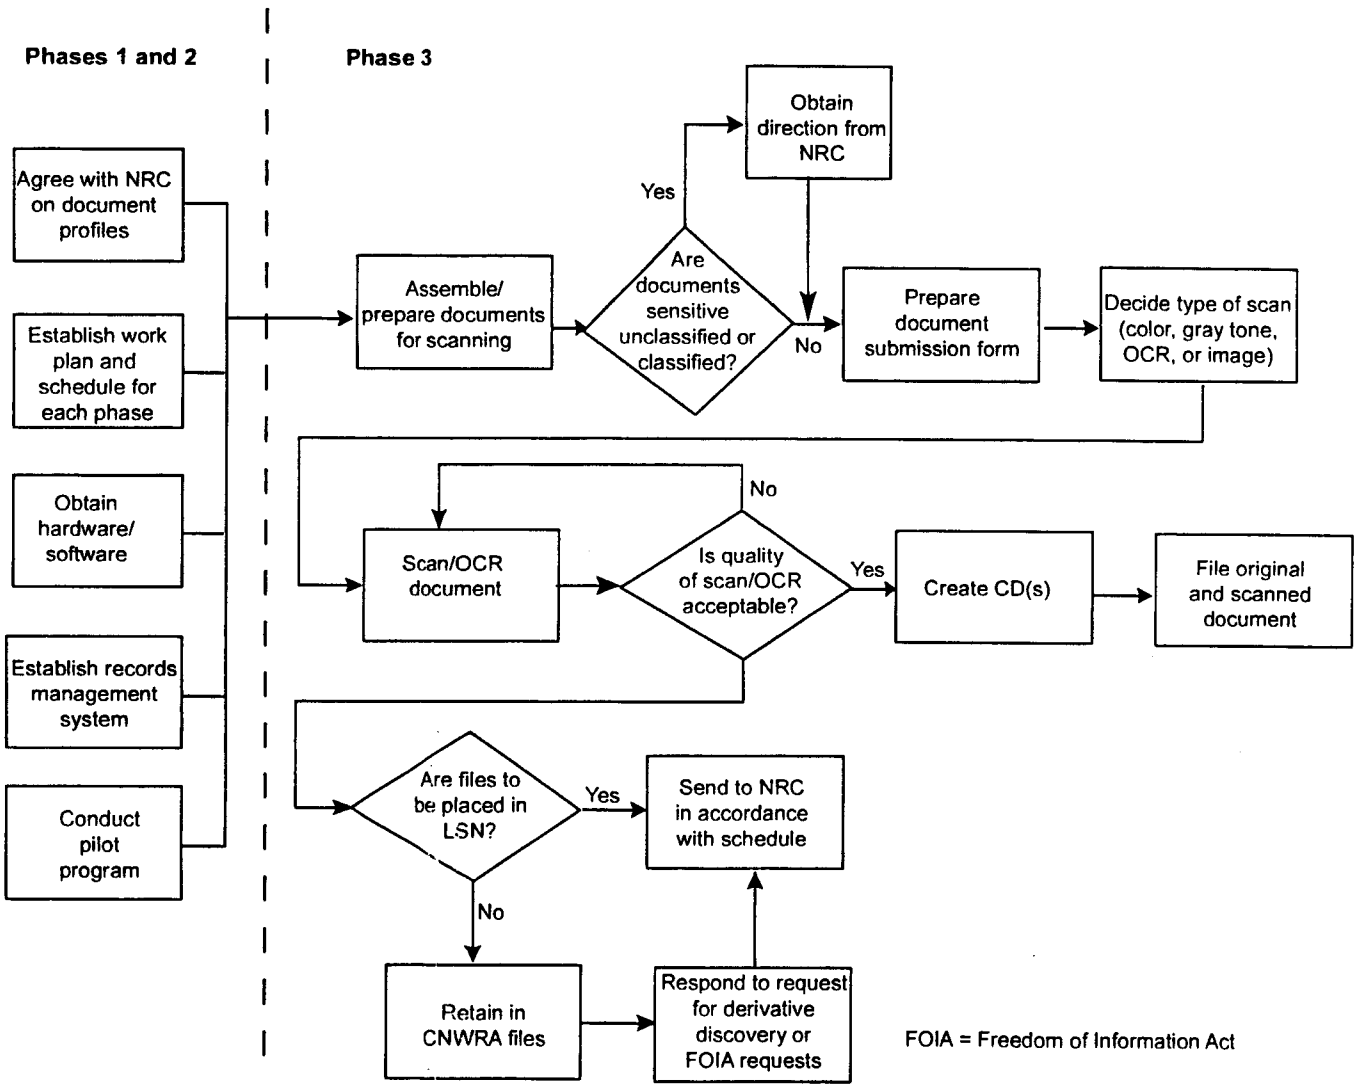 Phases 1 and 2
Phase 3
Agree with NRC
on document
profiles
Establish work
plan and
schedule for
each phase
Obtain
hardware/
software
Establish records
management
system
Conduct
pilot
program
Assemble/
prepare documents
for scanning
Are
documents
sensitive
unclassified or
classified?
Yes
Obtain
direction from
NRC
No
Prepare
document
submission form
Decide type of scan
(color, gray tone,
OCR, or image)
Scan/OCR
document
No
Is quality
of scan/OCR
acceptable?
Yes
Create CD(s)
File original
and scanned
document
Are files to
be placed in
LSN?
Yes
Send to NRC
in accordance
with schedule
No
Retain in
CNWRA files
Respond to request
for derivative
discovery or
FOIA requests
FOIA = Freedom of Information Act